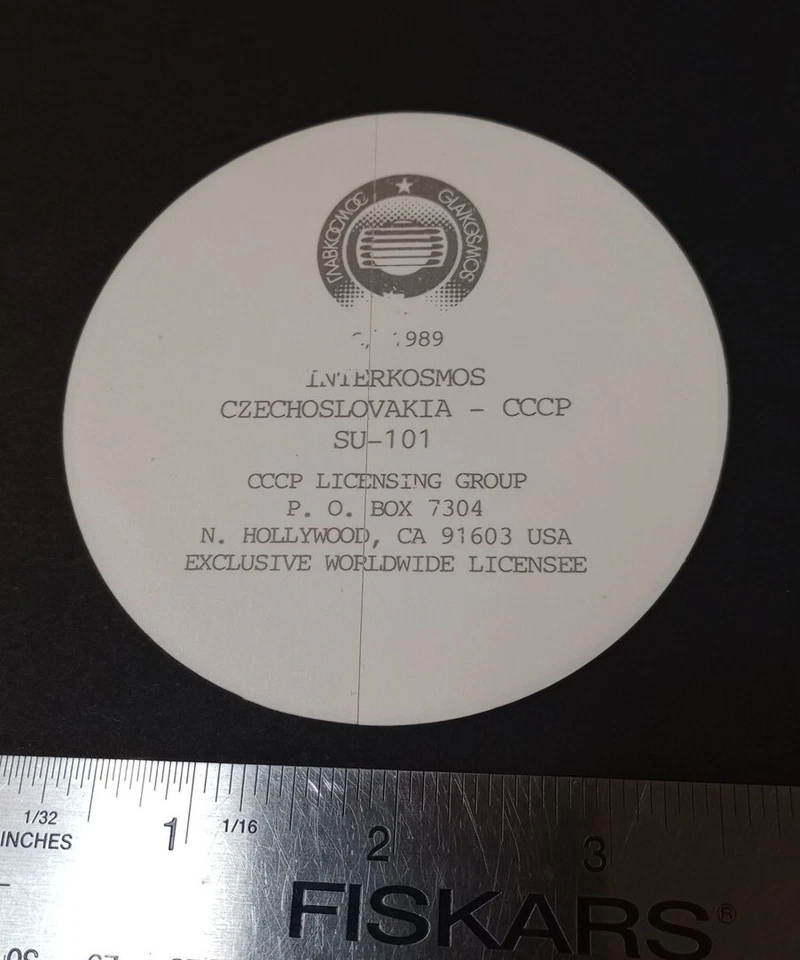 ГЛАВКОСМОС ★ GLAVKOSMOS
1989
INTERKOSMOS
CZECHOSLOVAKIA - CCCP
SU-101
CCCP LICENSING GROUP
P. O. BOX 7304
N. HOLLYWOOD, CA 91603 USA
EXCLUSIVE WORLDWIDE LICENSEE
1/32 1 1/16 2 3
INCHES
FISKARS®